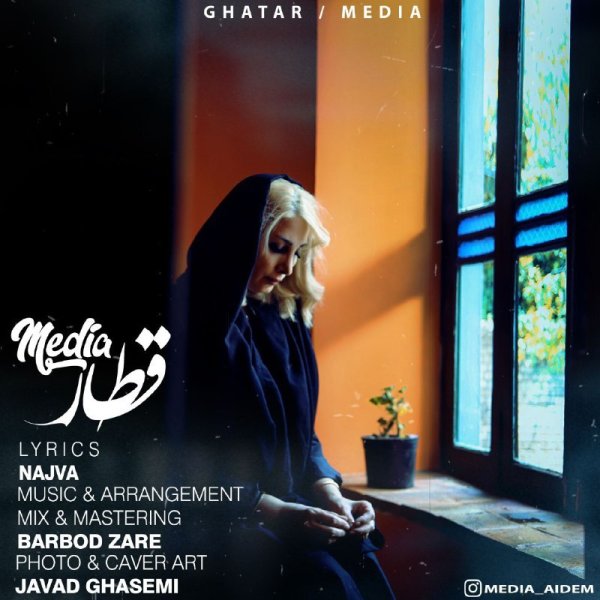 GHATAR / MEDIA
Media
قطار
LYRICS
NAJVA
MUSIC & ARRANGEMENT
MIX & MASTERING
BARBOD ZARE
PHOTO & CAVER ART
JAVAD GHASEMI
MEDIA_AIDEM